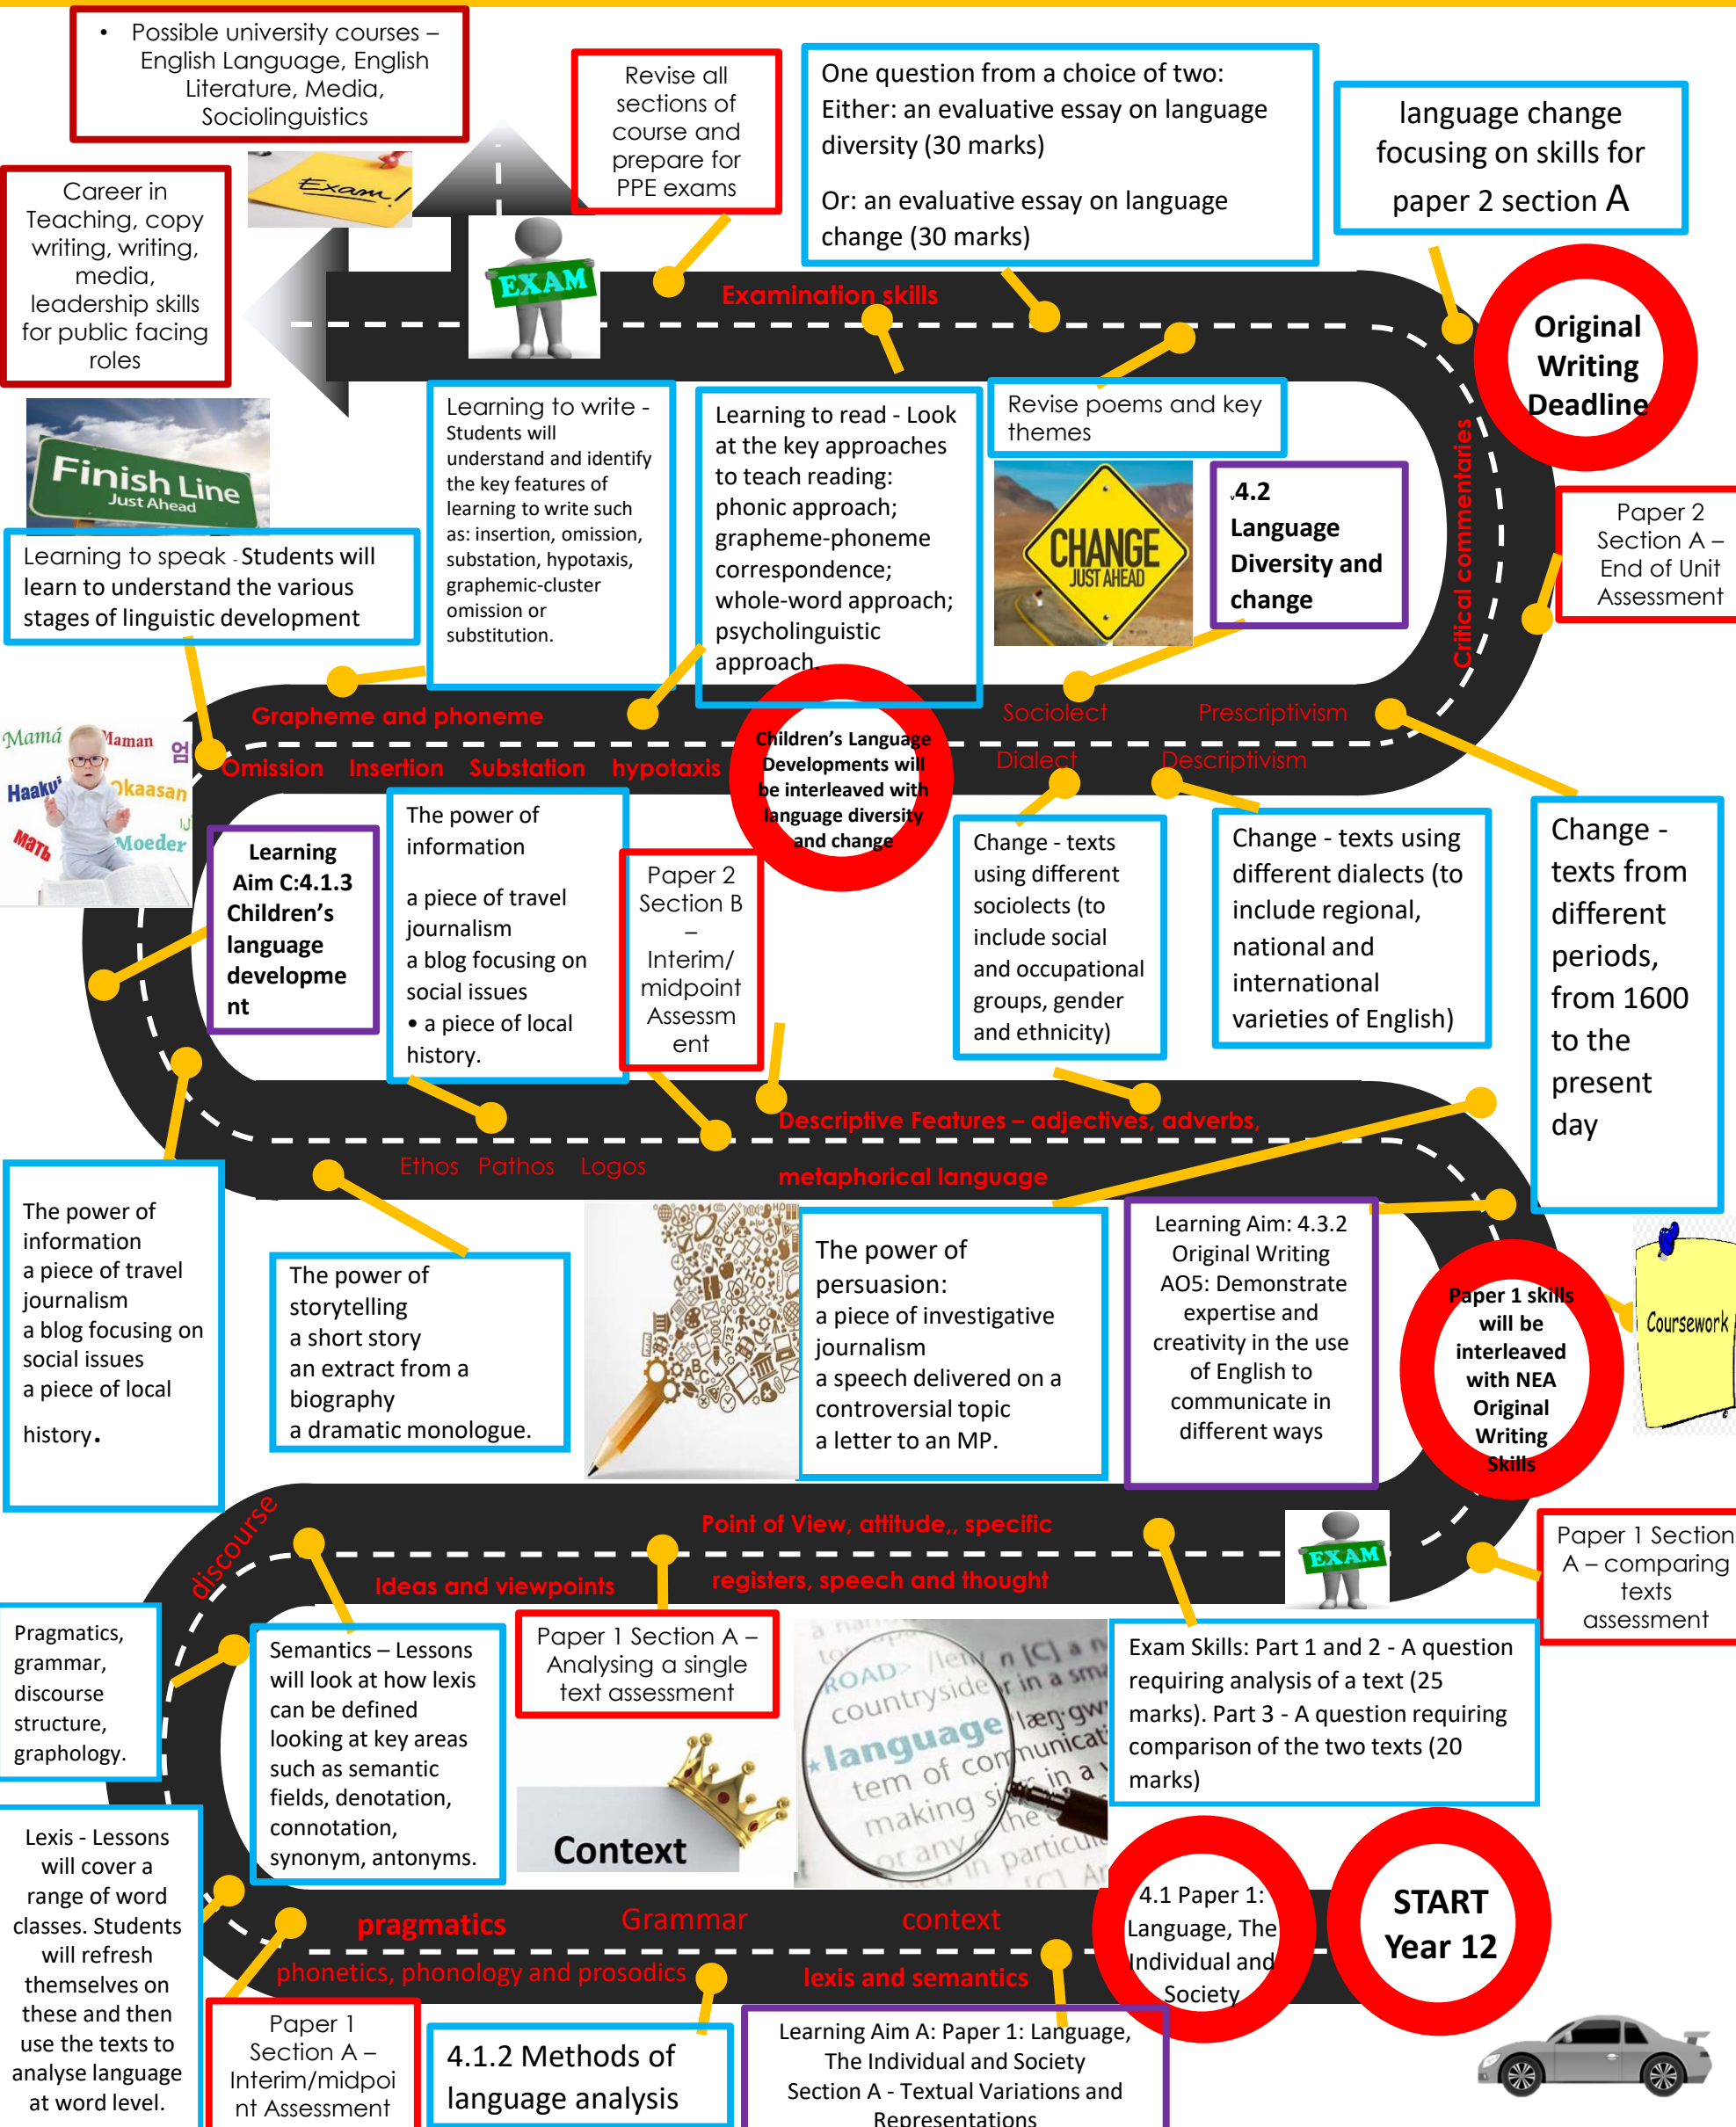 • Possible university courses –
English Language, English
Literature, Media,
Sociolinguistics
Revise all
sections of
course and
prepare for
PPE exams
One question from a choice of two:
Either: an evaluative essay on language
diversity (30 marks)
Or: an evaluative essay on language
change (30 marks)
language change
focusing on skills for
paper 2 section A
Career in
Teaching, copy
writing, writing,
media,
leadership skills
for public facing
roles
Exam!
EXAM
Examination skills
Original
Writing
Deadline
Finish Line
Just Ahead
Learning to write -
Students will
understand and identify
the key features of
learning to write such
as: insertion, omission,
substation, hypotaxis,
graphemic-cluster
omission or
substitution.
Learning to read - Look
at the key approaches
to teach reading:
phonic approach;
grapheme-phoneme
correspondence;
whole-word approach;
psycholinguistic
approach.
Revise poems and key
themes
CHANGE
JUST AHEAD
4.2
Language
Diversity and
change
Critical commentaries
Paper 2
Section A –
End of Unit
Assessment
Learning to speak - Students will
learn to understand the various
stages of linguistic development
Grapheme and phoneme
Omission Insertion Substation hypotaxis
Children's Language
Developments will
be interleaved with
language diversity
and change
Sociolect Prescriptivism
Dialect Descriptivism
Mamá
Maman
엄
Haakui
Okaasan
мать
Moeder
Learning
Aim C:4.1.3
Children's
language
developme
nt
The power of
information
a piece of travel
journalism
a blog focusing on
social issues
• a piece of local
history.
Paper 2
Section B
–
Interim/
midpoint
Assessm
ent
Change - texts
using different
sociolects (to
include social
and occupational
groups, gender
and ethnicity)
Change - texts using
different dialects (to
include regional,
national and
international
varieties of English)
Change -
texts from
different
periods,
from 1600
to the
present
day
Descriptive Features – adjectives, adverbs,
metaphorical language
Ethos Pathos Logos
The power of
information
a piece of travel
journalism
a blog focusing on
social issues
a piece of local
history.
The power of
storytelling
a short story
an extract from a
biography
a dramatic monologue.
The power of
persuasion:
a piece of investigative
journalism
a speech delivered on a
controversial topic
a letter to an MP.
Learning Aim: 4.3.2
Original Writing
AO5: Demonstrate
expertise and
creativity in the use
of English to
communicate in
different ways
Paper 1 skills
will be
interleaved
with NEA
Original
Writing
Skills
Coursework
discourse
Point of View, attitude,, specific
registers, speech and thought
Ideas and viewpoints
EXAM
Paper 1 Section
A – comparing
texts
assessment
Pragmatics,
grammar,
discourse
structure,
graphology.
Semantics – Lessons
will look at how lexis
can be defined
looking at key areas
such as semantic
fields, denotation,
connotation,
synonym, antonyms.
Paper 1 Section A –
Analysing a single
text assessment
Context
ROAD
countryside
language
tem of communicat
making
or any
in particul
Exam Skills: Part 1 and 2 - A question
requiring analysis of a text (25
marks). Part 3 - A question requiring
comparison of the two texts (20
marks)
Lexis - Lessons
will cover a
range of word
classes. Students
will refresh
themselves on
these and then
use the texts to
analyse language
at word level.
pragmatics Grammar context
phonetics, phonology and prosodics lexis and semantics
4.1 Paper 1:
Language, The
Individual and
Society
START
Year 12
Paper 1
Section A –
Interim/midpoi
nt Assessment
4.1.2 Methods of
language analysis
Learning Aim A: Paper 1: Language,
The Individual and Society
Section A - Textual Variations and
Representations